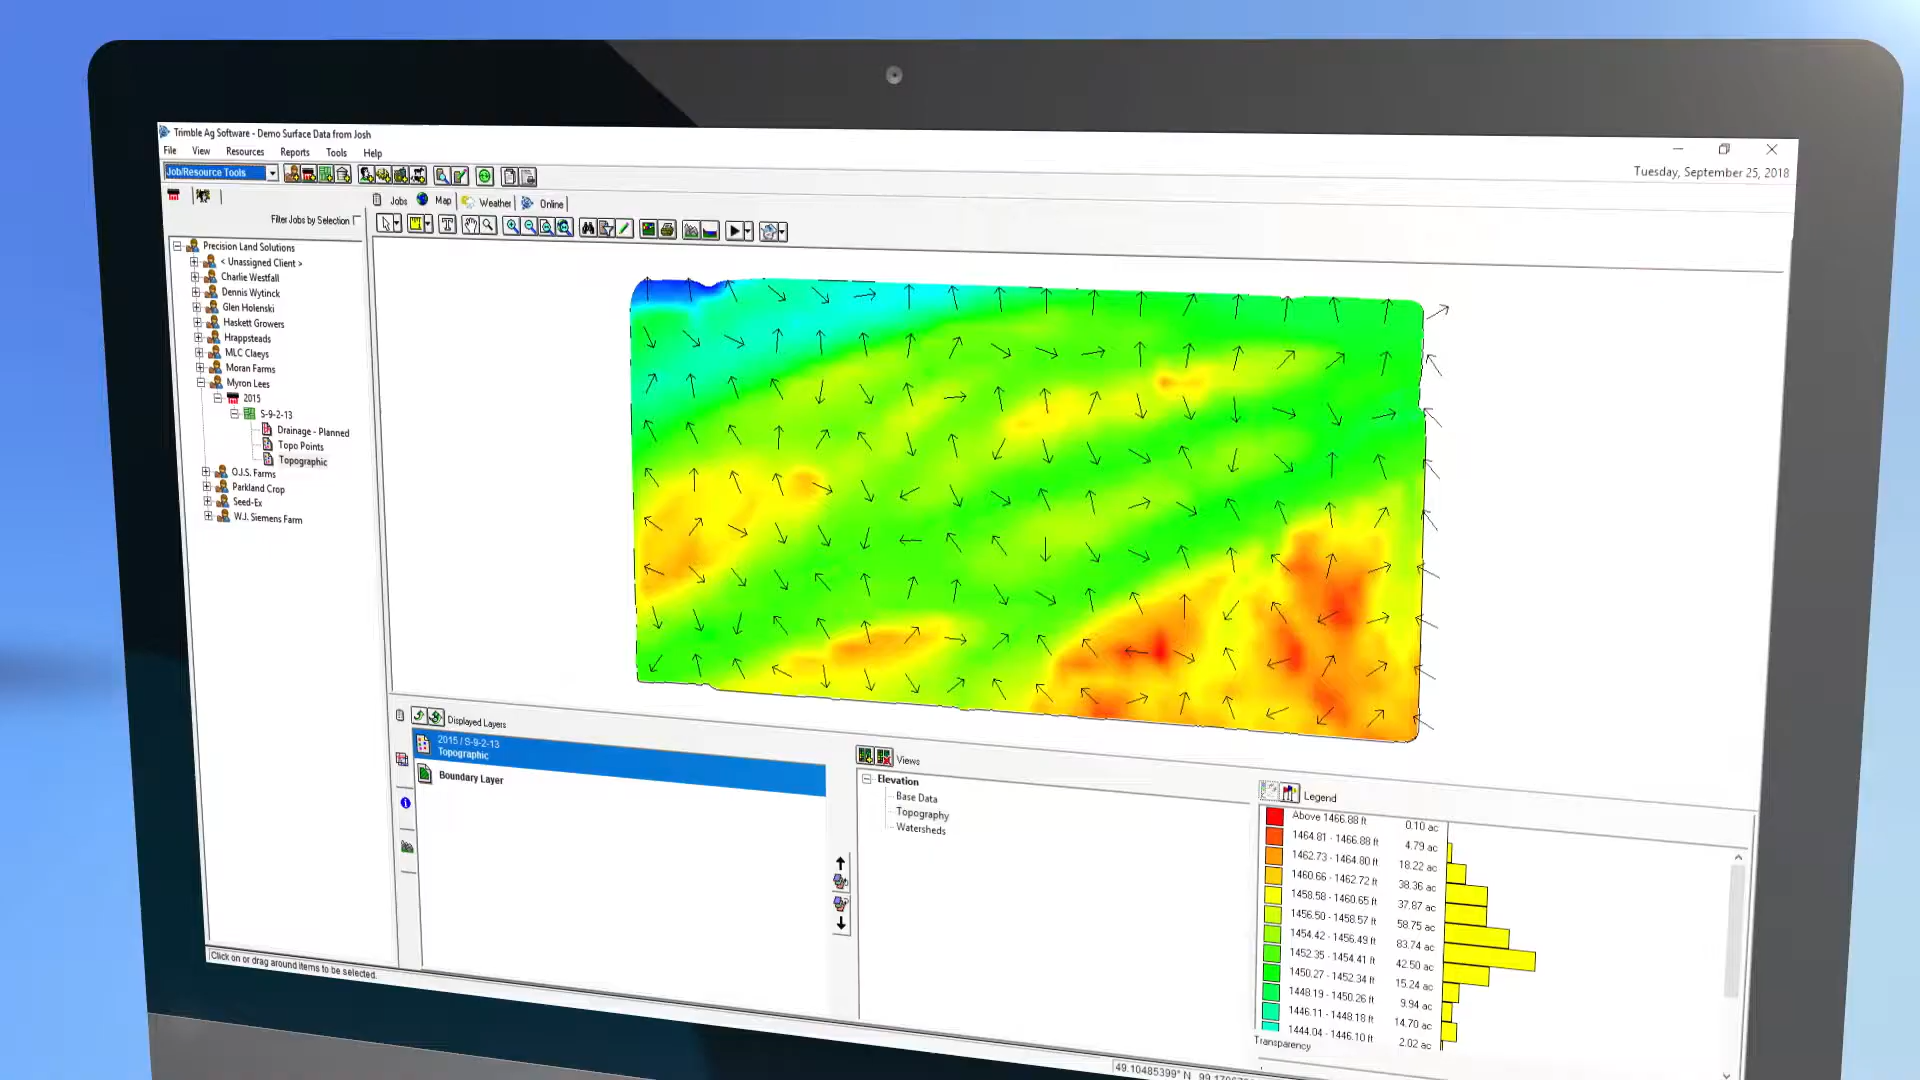 Trimble Ag Software - Demo Surface Data from Josh
File View Resources Reports Tools Help
Tuesday, September 25, 2018
Job/Resource Tools
Jobs Map Weather Online
Filter Jobs by Selection
Precision Land Solutions
< Unassigned Client >
Charlie Westfall
Dennis Wytinck
Glen Holenski
Haskett Growers
Hrappsteads
MLC Claeys
Moran Farms
Myron Lees
2015
S-9-2-13
Drainage - Planned
Topo Points
Topographic
O.J.S. Farms
Parkland Crop
Seed-Ex
W.J. Siemens Farm
Displayed Layers
2015 / S-9-2-13
Topographic
Boundary Layer
Views
Elevation
Base Data
Topography
Watersheds
Legend
Above 1466.88 ft 0.10 ac
1464.81 - 1466.88 ft 4.79 ac
1462.73 - 1464.80 ft 18.22 ac
1460.66 - 1462.72 ft 38.36 ac
1458.58 - 1460.65 ft 37.87 ac
1456.50 - 1458.57 ft 58.75 ac
1454.42 - 1456.49 ft 83.74 ac
1452.35 - 1454.41 ft 42.50 ac
1450.27 - 1452.34 ft 15.24 ac
1448.19 - 1450.26 ft 9.94 ac
1446.11 - 1448.18 ft 14.70 ac
1444.04 - 1446.10 ft 2.02 ac
Transparency
Click on or drag around items to be selected.
49.10485399° N